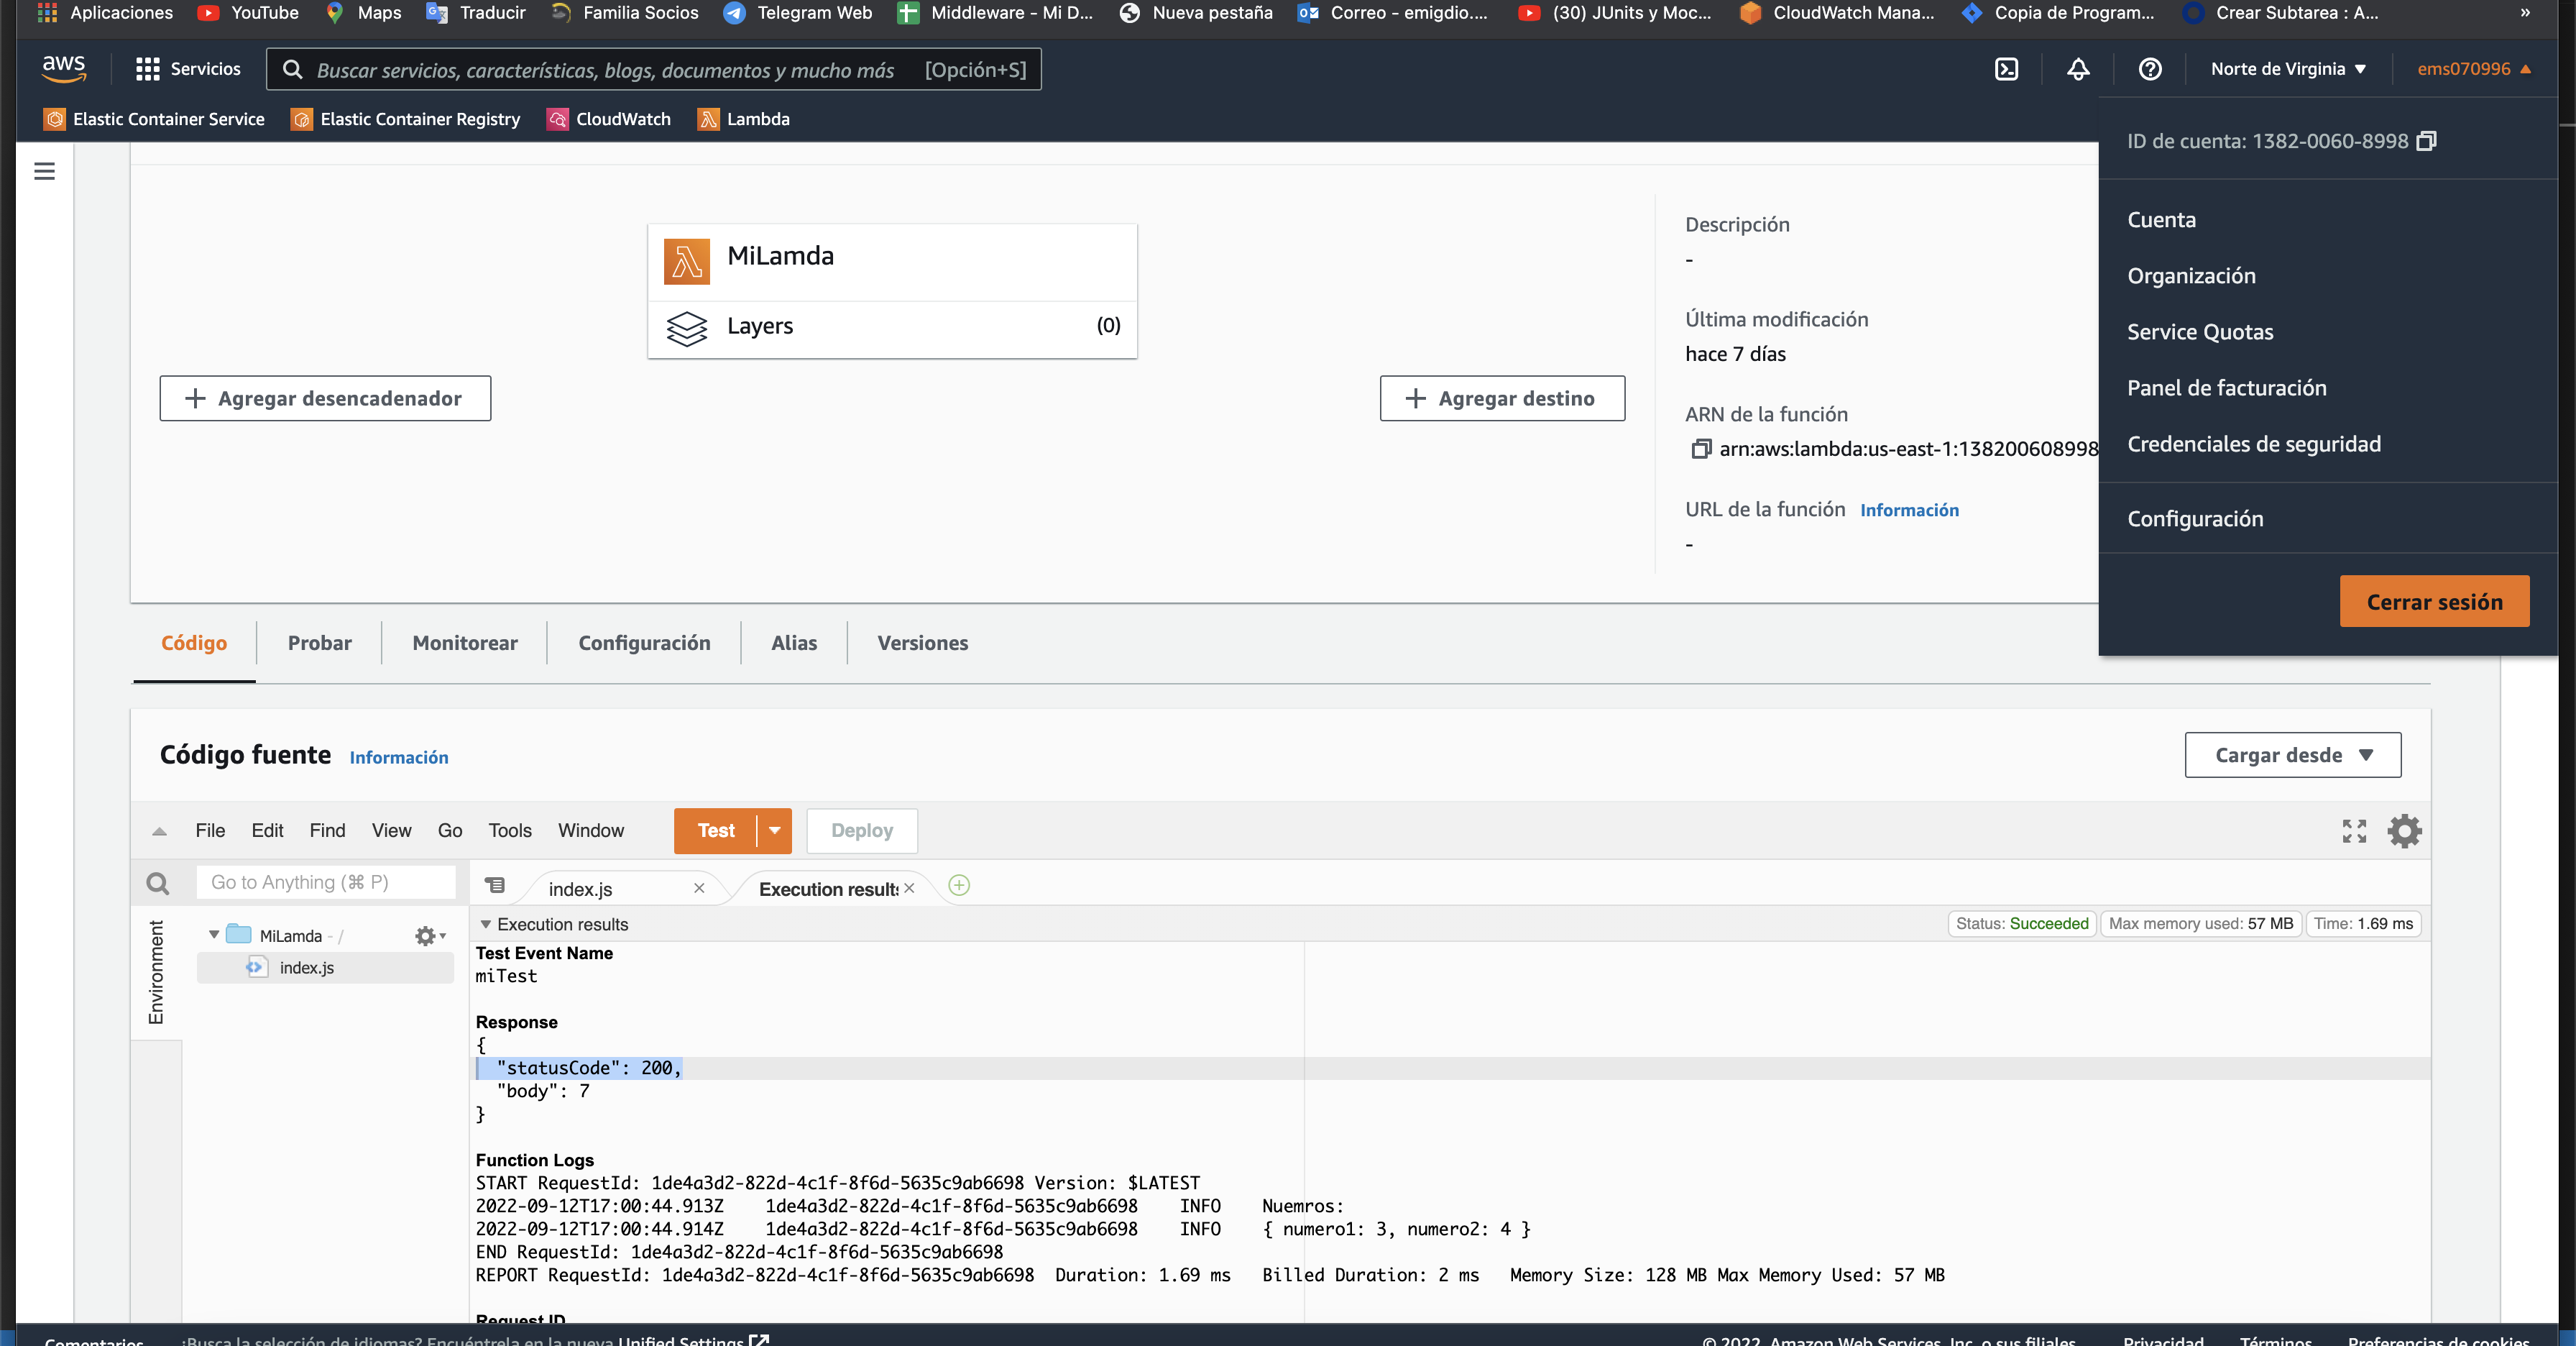 Aplicaciones YouTube Maps Traducir Familia Socios Telegram Web Middleware - Mi D... Nueva pestaña Correo - emigdio.... (30) JUnits y Moc... CloudWatch Mana... Copia de Program... Crear Subtarea : A... »
aws Servicios Buscar servicios, características, blogs, documentos y mucho más [Opción+S] Norte de Virginia ▼ ems070996 ▲
Elastic Container Service Elastic Container Registry CloudWatch Lambda
ID de cuenta: 1382-0060-8998
Cuenta
Organización
Service Quotas
Panel de facturación
Credenciales de seguridad
Configuración
Cerrar sesión
MiLamda
Layers (0)
+ Agregar desencadenador
+ Agregar destino
Descripción
-
Última modificación
hace 7 días
ARN de la función
arn:aws:lambda:us-east-1:138200608998
URL de la función Información
-
Código Probar Monitorear Configuración Alias Versiones
Código fuente Información
Cargar desde ▼
File Edit Find View Go Tools Window Test Deploy
Go to Anything (⌘ P)
index.js × Execution results ×
Environment
MiLamda - /
index.js
Execution results Status: Succeeded Max memory used: 57 MB Time: 1.69 ms
Test Event Name
miTest
Response
{
"statusCode": 200,
"body": 7
}
Function Logs
START RequestId: 1de4a3d2-822d-4c1f-8f6d-5635c9ab6698 Version: $LATEST
2022-09-12T17:00:44.913Z 1de4a3d2-822d-4c1f-8f6d-5635c9ab6698 INFO Nuemros:
2022-09-12T17:00:44.914Z 1de4a3d2-822d-4c1f-8f6d-5635c9ab6698 INFO { numero1: 3, numero2: 4 }
END RequestId: 1de4a3d2-822d-4c1f-8f6d-5635c9ab6698
REPORT RequestId: 1de4a3d2-822d-4c1f-8f6d-5635c9ab6698 Duration: 1.69 ms Billed Duration: 2 ms Memory Size: 128 MB Max Memory Used: 57 MB
Request ID
Comentarios ¿Busca la selección de idiomas? Encuéntrela en la nueva Unified Settings © 2022, Amazon Web Services, Inc. o sus filiales. Privacidad Términos Preferencias de cookies